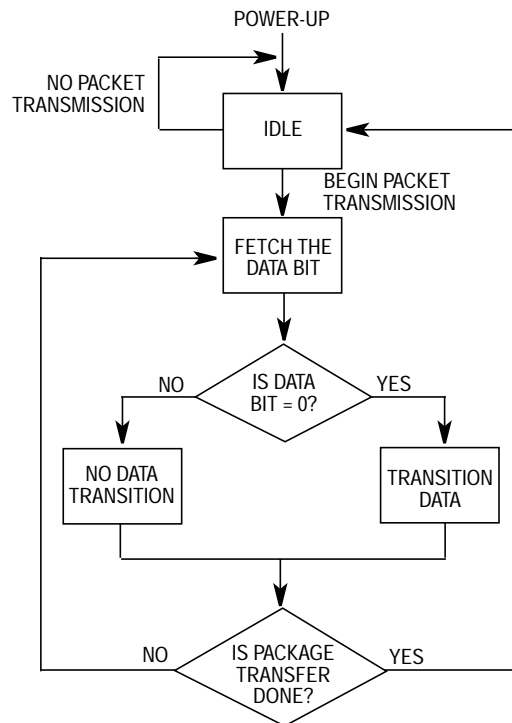 POWER-UP
NO PACKET
TRANSMISSION
IDLE
BEGIN PACKET
TRANSMISSION
FETCH THE
DATA BIT
IS DATA
BIT = 0?
NO
YES
NO DATA
TRANSITION
TRANSITION
DATA
IS PACKAGE
TRANSFER
DONE?
NO
YES